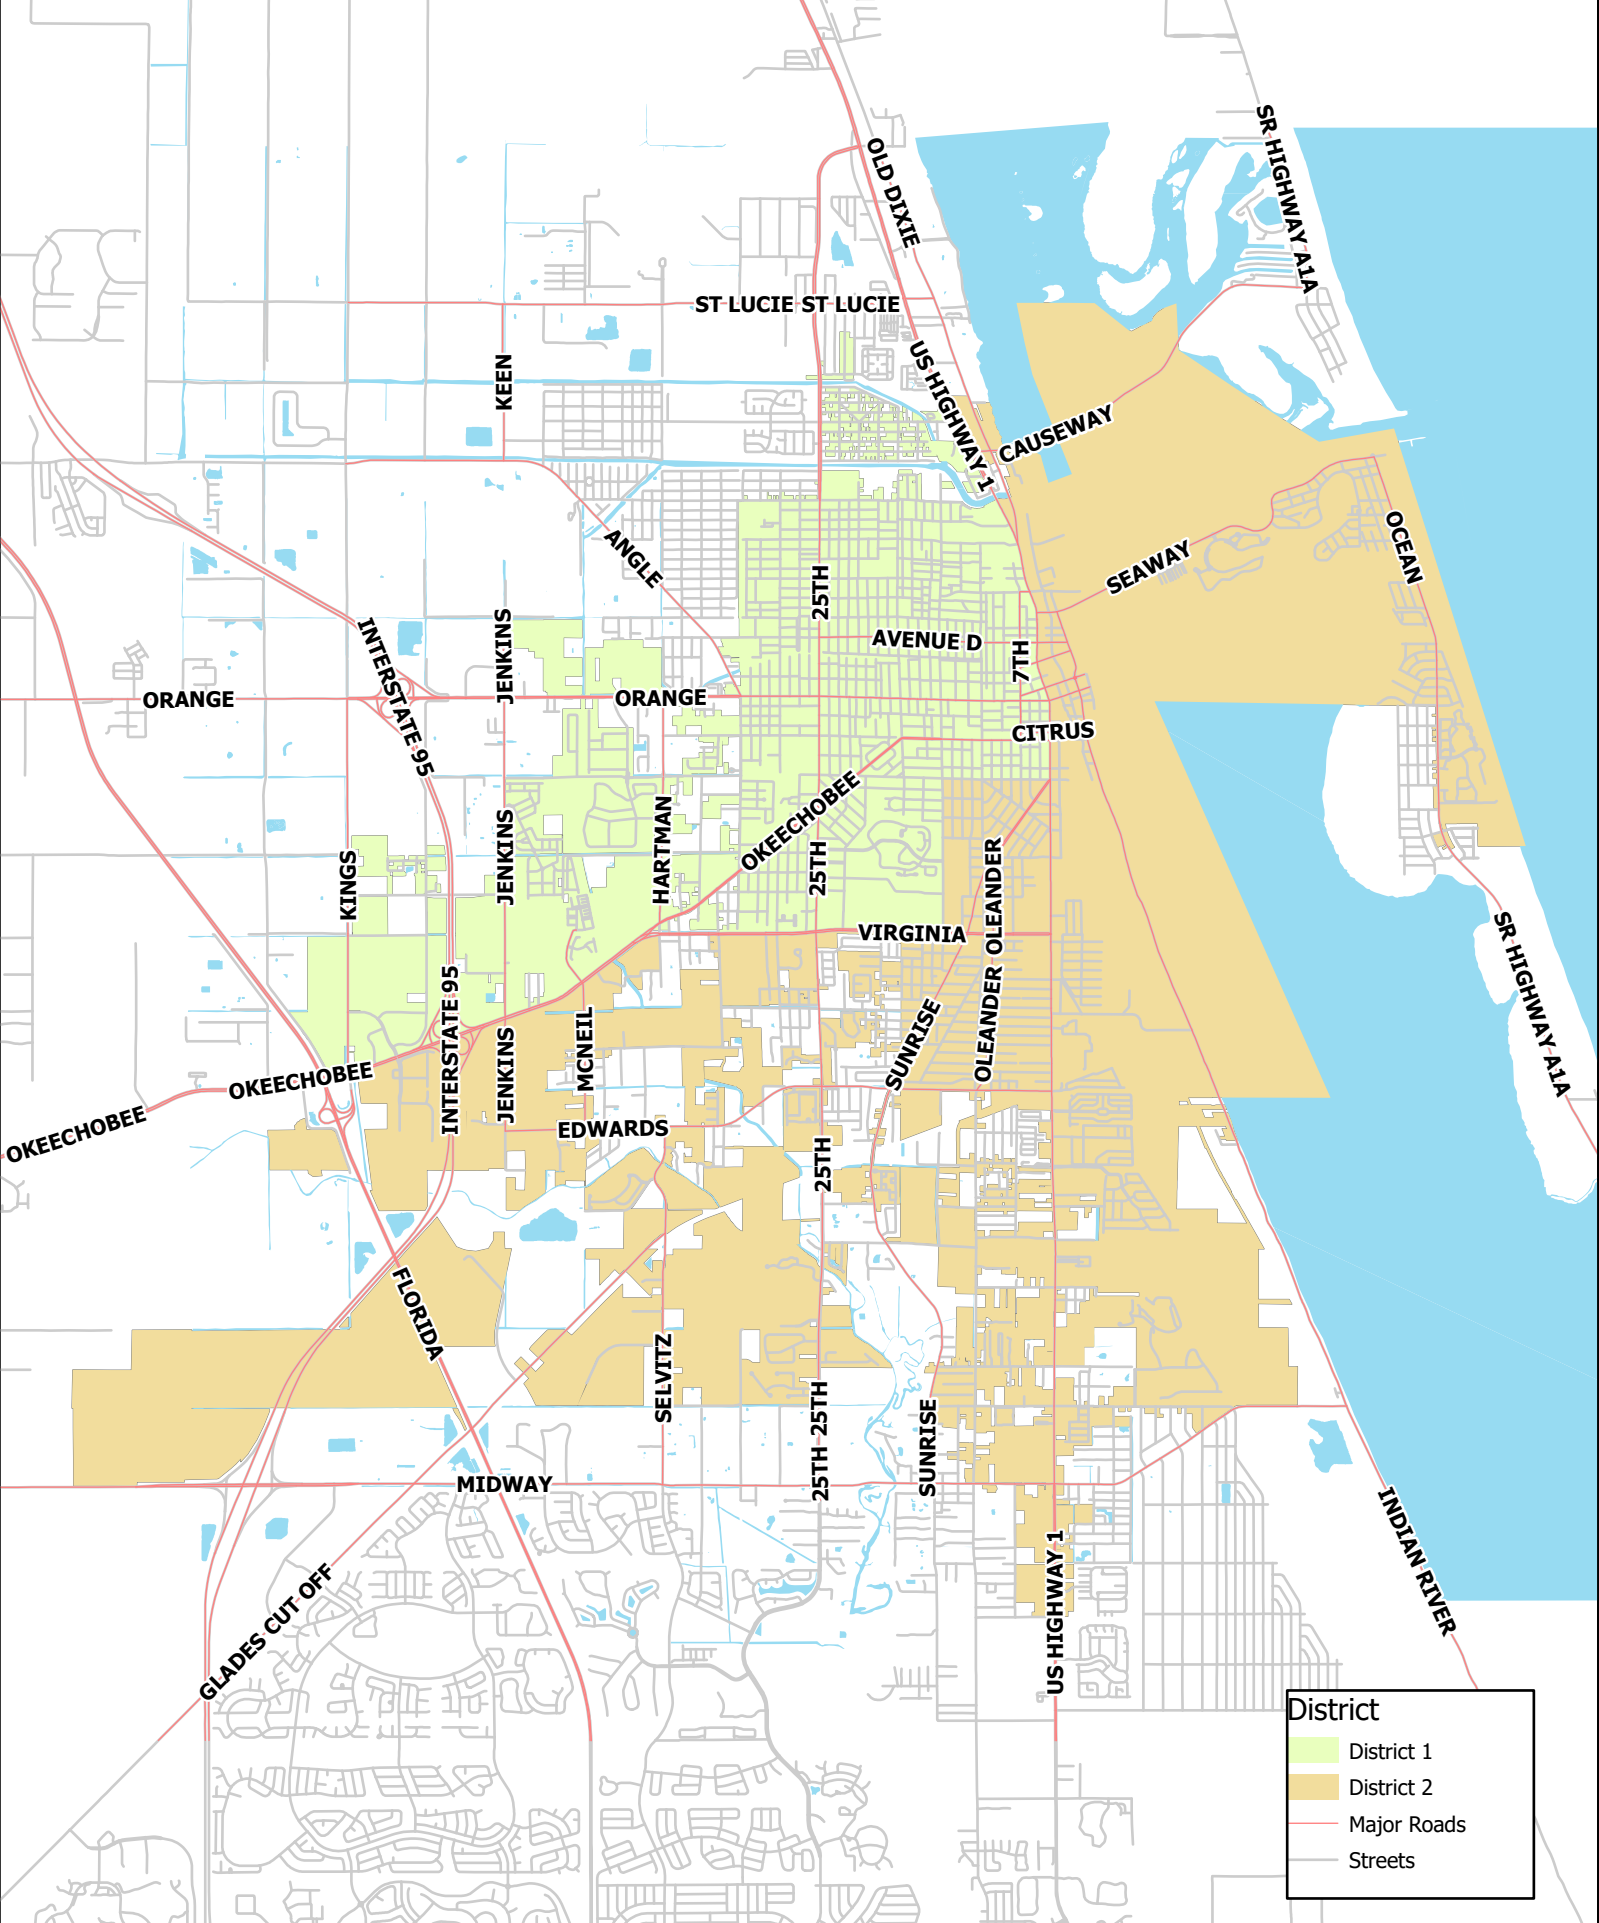 SR HIGHWAY A1A
OLD DIXIE
ST LUCIE ST LUCIE
KEEN
US HIGHWAY 1
CAUSEWAY
ANGLE
SEAWAY
OCEAN
25TH
INTERSTATE 95
JENKINS
AVENUE D
7TH
ORANGE
ORANGE
CITRUS
OKEECHOBEE
HARTMAN
JENKINS
KINGS
25TH
OLEANDER
VIRGINIA
SR HIGHWAY A1A
INTERSTATE 95
OLEANDER
SUNRISE
MCNEIL
JENKINS
OKEECHOBEE
OKEECHOBEE
EDWARDS
25TH
FLORIDA
SELVITZ
25TH
25TH
SUNRISE
MIDWAY
INDIAN RIVER
US HIGHWAY 1
GLADES CUT OFF
District
District 1
District 2
Major Roads
Streets